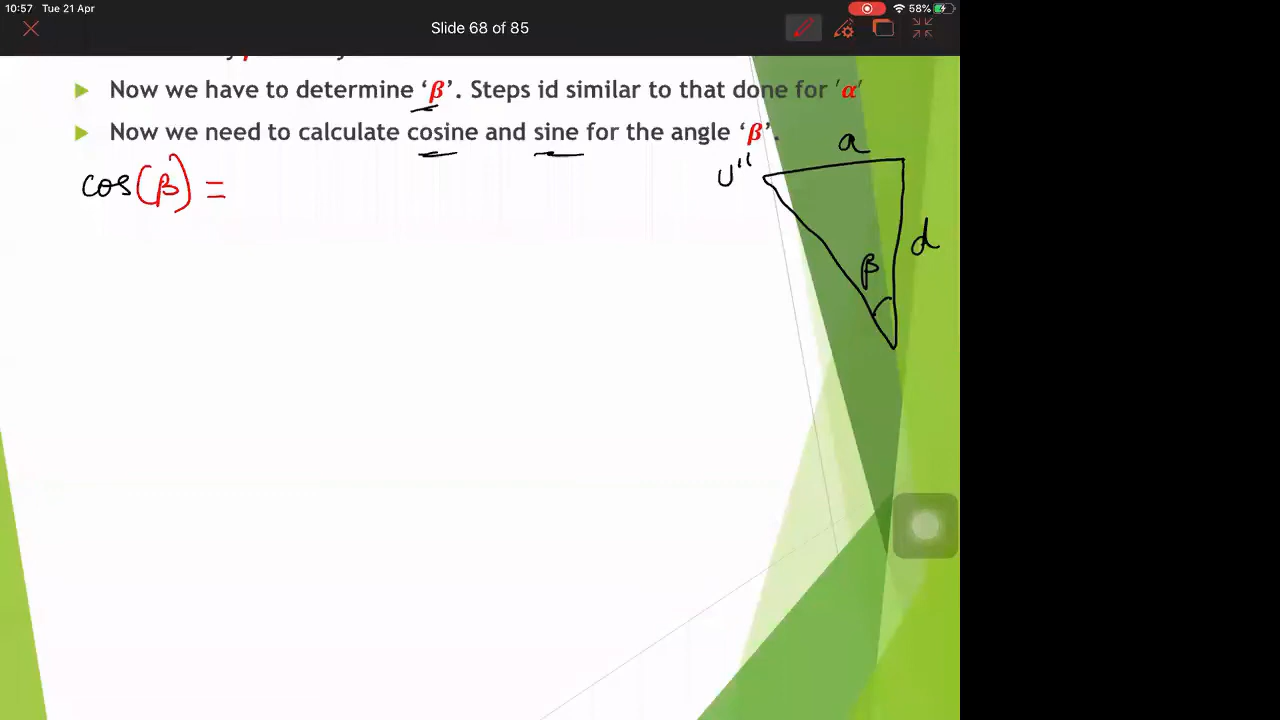 10:57 Tue 21 Apr
58%
Slide 68 of 85
Now we have to determine ‘β’. Steps id similar to that done for 'α'
Now we need to calculate cosine and sine for the angle ‘β’.
cos(β) =
a
U''
d
β